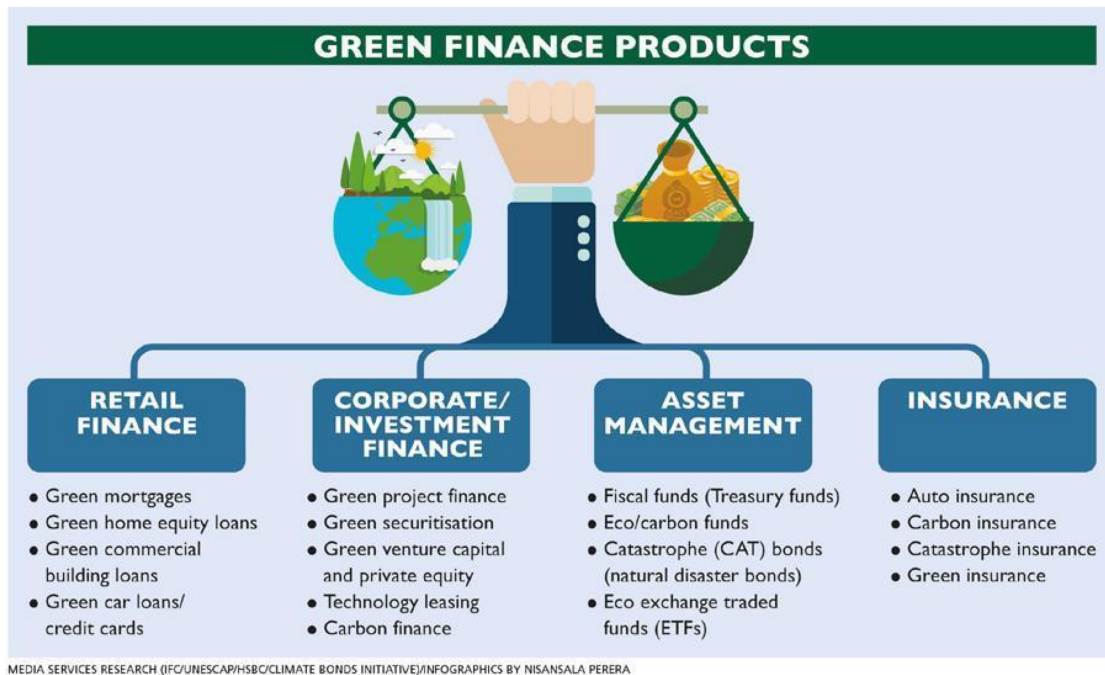 GREEN FINANCE PRODUCTS
RETAIL
FINANCE
● Green mortgages
● Green home equity loans
● Green commercial
building loans
● Green car loans/
credit cards
CORPORATE/
INVESTMENT
FINANCE
● Green project finance
● Green securitisation
● Green venture capital
and private equity
● Technology leasing
● Carbon finance
ASSET
MANAGEMENT
● Fiscal funds (Treasury funds)
● Eco/carbon funds
● Catastrophe (CAT) bonds
(natural disaster bonds)
● Eco exchange traded
funds (ETFs)
INSURANCE
● Auto insurance
● Carbon insurance
● Catastrophe insurance
● Green insurance
MEDIA SERVICES RESEARCH (IFC/UNESCAP/HSBC/CLIMATE BONDS INITIATIVE)/INFOGRAPHICS BY NISANSALA PERERA